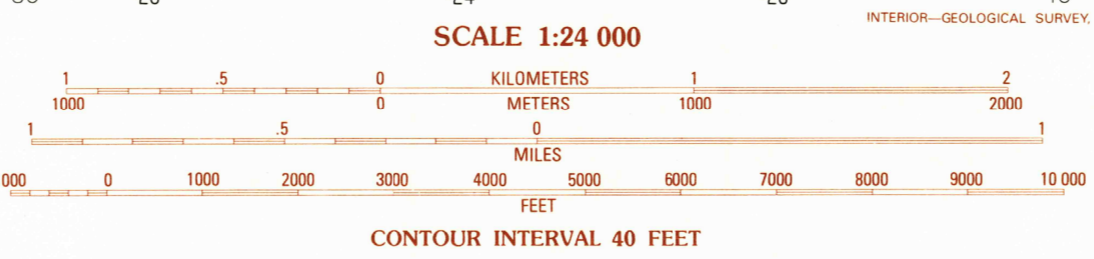 INTERIOR—GEOLOGICAL SURVEY,
SCALE 1:24 000
1 .5 0 KILOMETERS 1 2
1000 0 METERS 1000 2000
1 .5 0 1
MILES
000 0 1000 2000 3000 4000 5000 6000 7000 8000 9000 10 000
FEET
CONTOUR INTERVAL 40 FEET